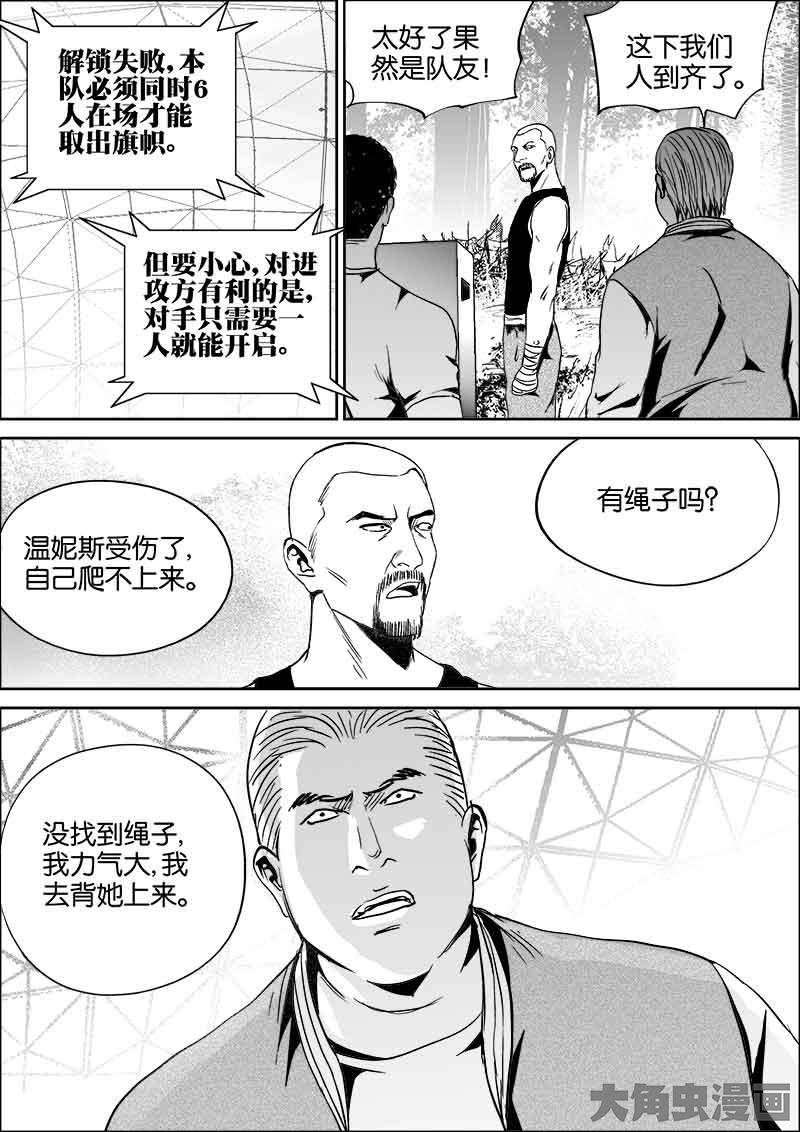 解锁失败,本
队必须同时6
人在场才能
取出旗帜。
但要小心,对进
攻方有利的是,
对手只需要一
人就能开启。
太好了果
然是队友!
这下我们
人到齐了。
温妮斯受伤了,
自己爬不上来。
有绳子吗?
没找到绳子,
我力气大,我
去背她上来。
大角虫漫画